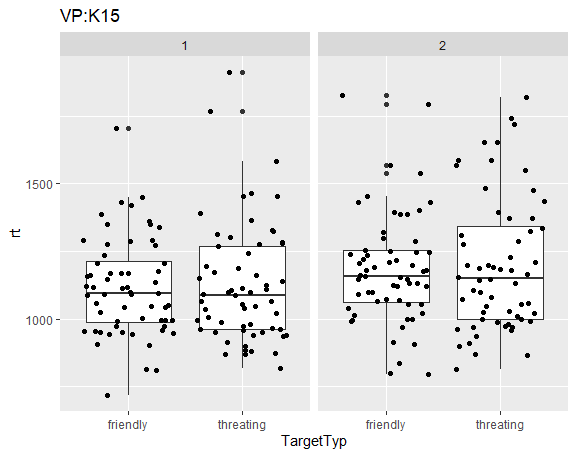 VP:K15
1
2
1500
1000
rt
friendly
threating
friendly
threating
TargetTyp